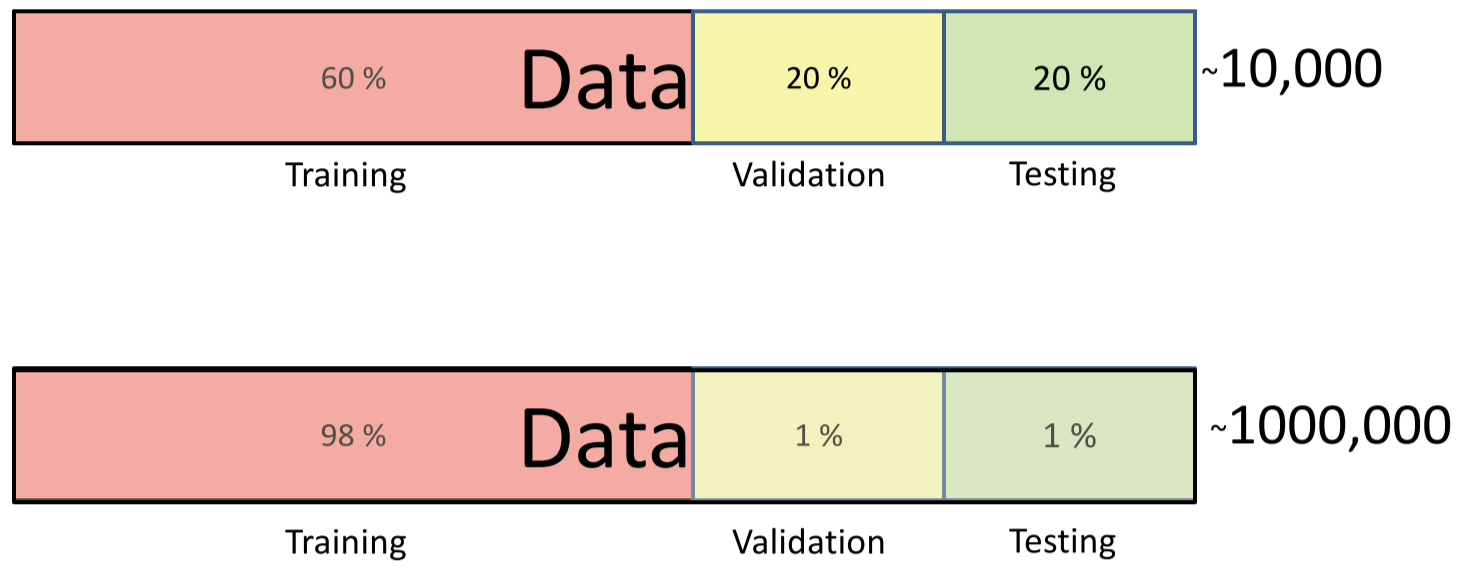 60 % Data 20 % 20 % ~10,000
Training Validation Testing
98 % Data 1 % 1 % ~1000,000
Training Validation Testing